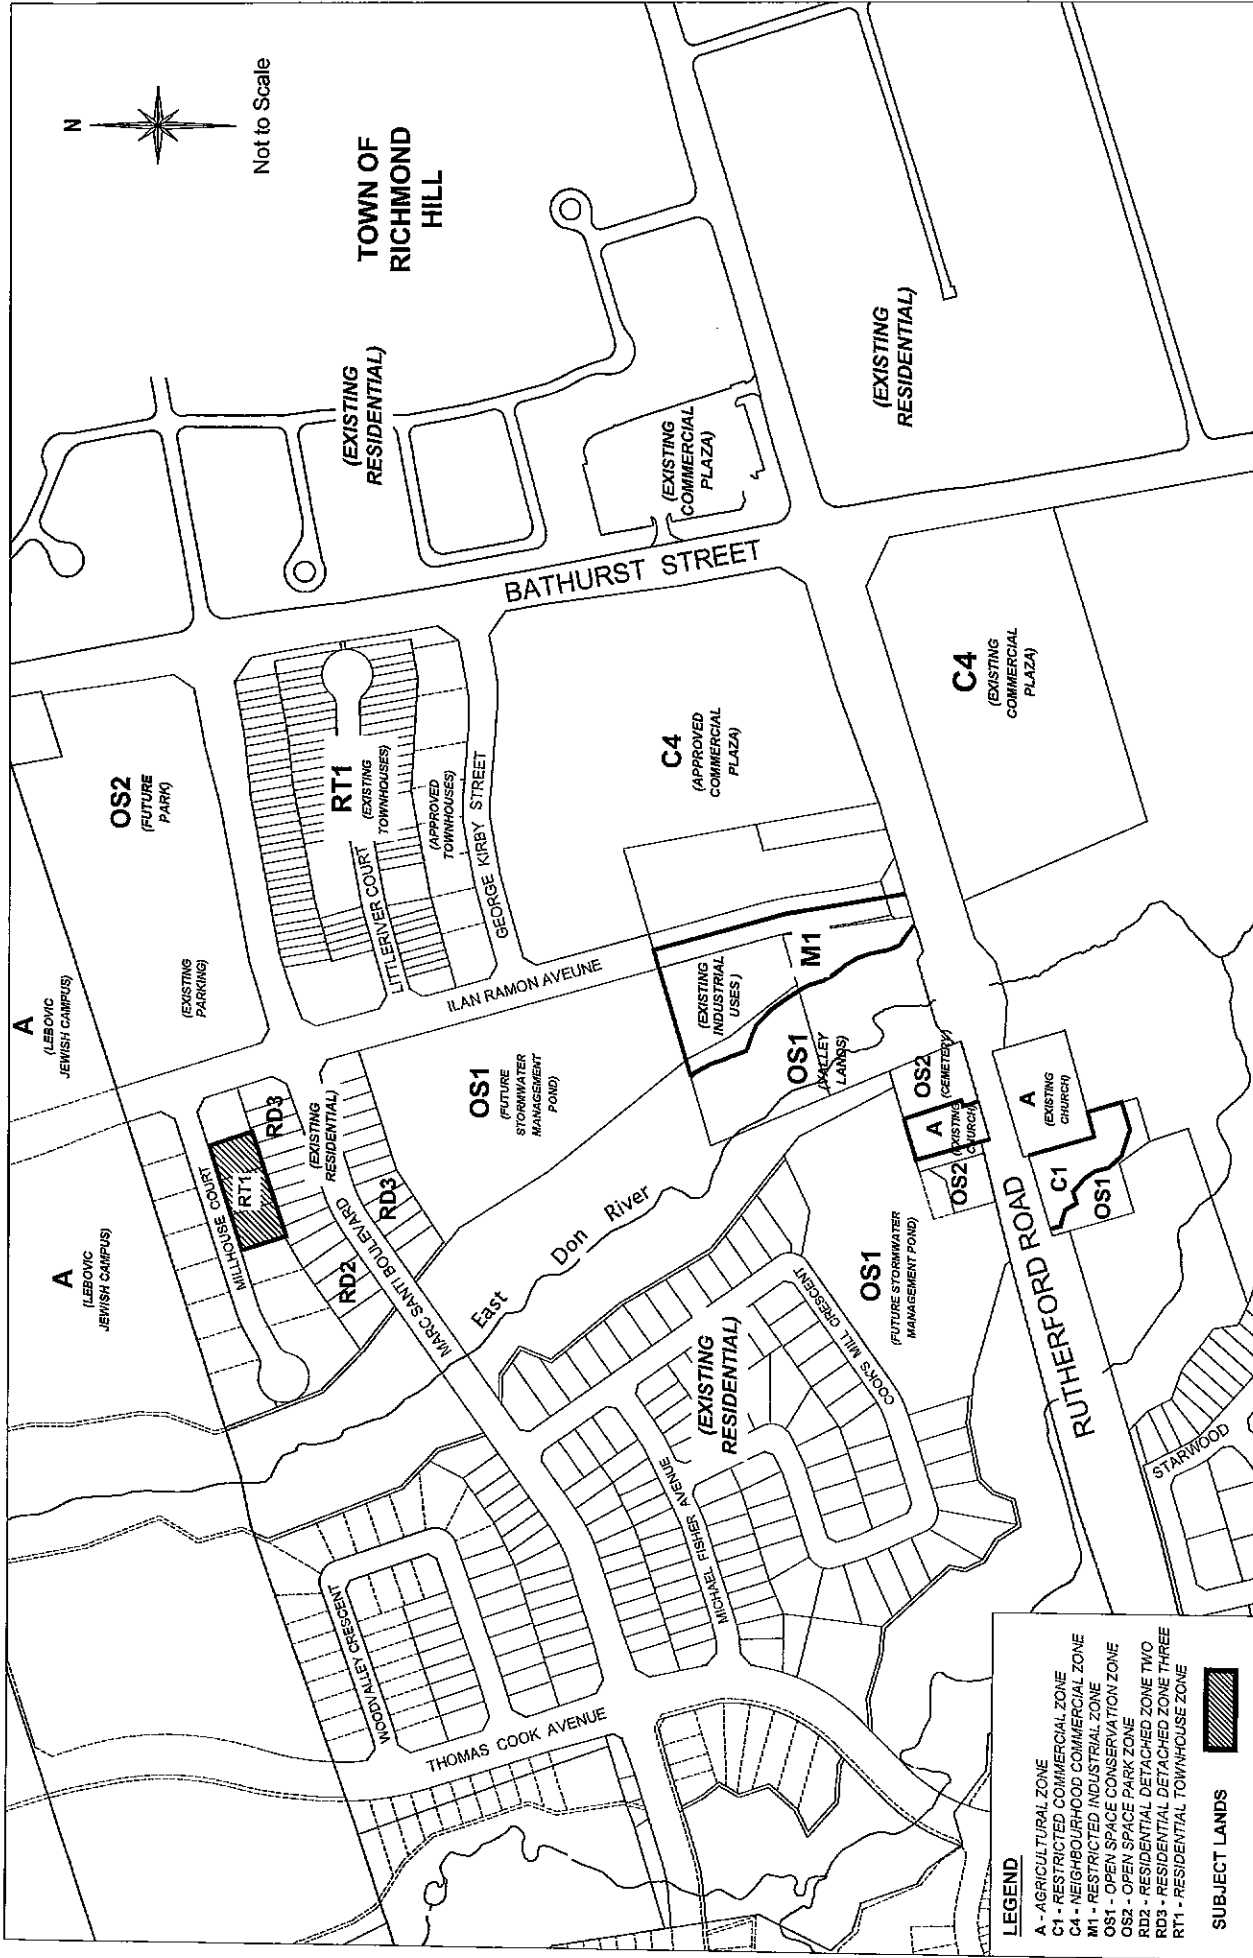 N
Not to Scale
TOWN OF
RICHMOND
HILL
(EXISTING
RESIDENTIAL)
(EXISTING
COMMERCIAL
PLAZA)
(EXISTING
RESIDENTIAL)
BATHURST STREET
A
(LEBOVIC
JEWISH CAMPUS)
OS2
(FUTURE
PARK)
(EXISTING
PARKING)
RT1
(EXISTING
TOWNHOUSES)
LITTLERIVER COURT
(APPROVED
TOWNHOUSES)
GEORGE KIRBY STREET
ILAN RAMON AVEUNE
C4
(APPROVED
COMMERCIAL
PLAZA)
C4
(EXISTING
COMMERCIAL
PLAZA)
A
(LEBOVIC
JEWISH CAMPUS)
MILLHOUSE COURT
RT1
RD3
(EXISTING
RESIDENTIAL)
RD2
MARC SANTI BOULEVARD
RD3
OS1
(FUTURE
STORMWATER
MANAGEMENT
POND)
(EXISTING
INDUSTRIAL
USES )
M1
OS1
(VALLEY
LANDS)
East Don River
OS2
(CEMETERY)
A
(EXISTING
CHURCH)
OS2
A
(EXISTING
CHURCH)
C1
OS1
RUTHERFORD ROAD
OS1
(FUTURE STORMWATER
MANAGEMENT POND)
COOK'S MILL CRESCENT
(EXISTING
RESIDENTIAL)
MICHAEL FISHER AVENUE
WOODVALLEY CRESCENT
THOMAS COOK AVENUE
STARWOOD
LEGEND
A - AGRICULTURAL ZONE
C1 - RESTRICTED COMMERCIAL ZONE
C4 - NEIGHBOURHOOD COMMERCIAL ZONE
M1 - RESTRICTED INDUSTRIAL ZONE
OS1 - OPEN SPACE CONSERVATION ZONE
OS2 - OPEN SPACE PARK ZONE
RD2 - RESIDENTIAL DETACHED ZONE TWO
RD3 - RESIDENTIAL DETACHED ZONE THREE
RT1 - RESIDENTIAL TOWNHOUSE ZONE
SUBJECT LANDS